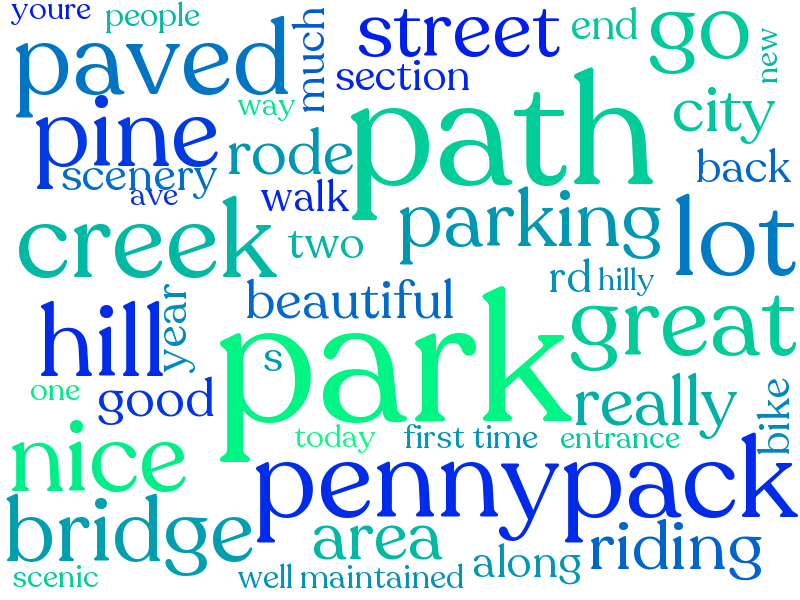 youre
people
street
end
go
paved
much
section
new
way
path
city
pine
rode
scenery
back
ave
walk
creek
two
parking
lot
rd
hilly
hill
year
beautiful
great
park
s
one
good
really
bike
nice
today
first time
entrance
pennypack
bridge
area
along
riding
scenic
well maintained